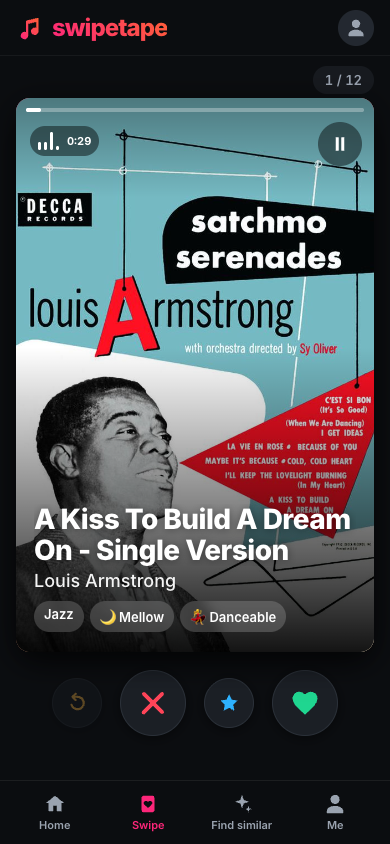 swipetape
1 / 12
0:29
DECCA
RECORDS
satchmo
serenades
louis Armstrong
with orchestra directed by Sy Oliver
C'EST SI BON
(It's So Good)
(When We Are Dancing)
I GET IDEAS
LA VIE EN ROSE • BECAUSE OF YOU
MAYBE IT'S BECAUSE • COLD, COLD HEART
I'LL KEEP THE LOVELIGHT BURNING
(In My Heart)
A KISS TO BUILD
A DREAM ON
A Kiss To Build A Dream
On - Single Version
Louis Armstrong
Jazz
🌙 Mellow
💃 Danceable
Home
Swipe
Find similar
Me